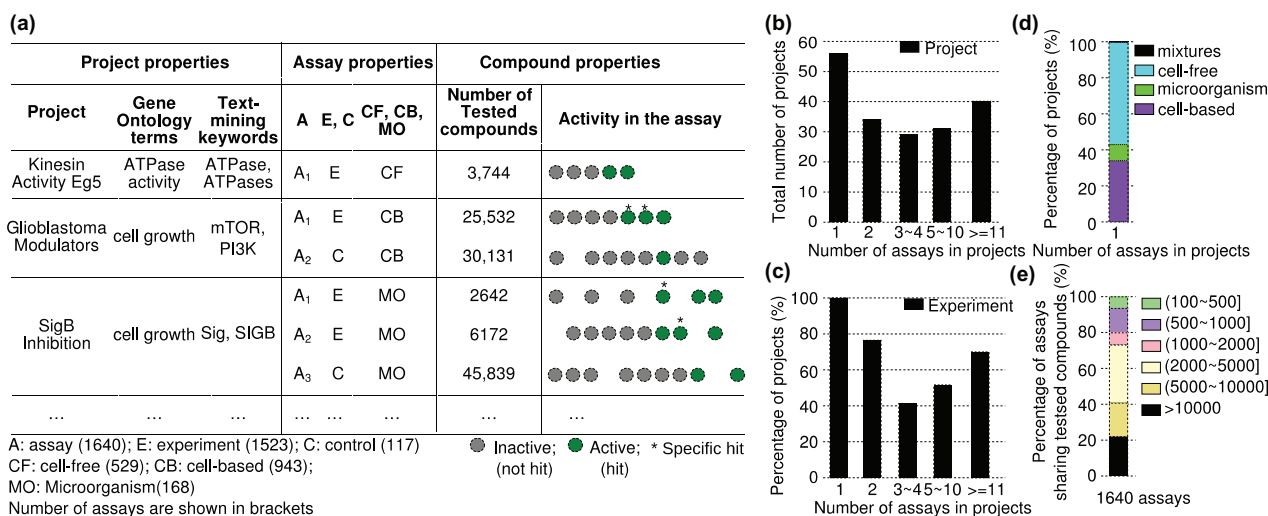 (a)
Project properties Assay properties Compound properties
Project Gene Ontology terms Text-mining keywords A E, C CF, CB, MO Number of Tested compounds Activity in the assay
Kinesin Activity Eg5 ATPase activity ATPase, ATPases A1 E CF 3,744
Glioblastoma Modulators cell growth mTOR, PI3K A1 E CB 25,532 * *
A2 C CB 30,131
SigB Inhibition cell growth Sig, SIGB A1 E MO 2642 *
A2 E MO 6172 *
A3 C MO 45,839
... ... ... ... ... ... ... ...
A: assay (1640); E: experiment (1523); C: control (117)
CF: cell-free (529); CB: cell-based (943);
MO: Microorganism(168)
Number of assays are shown in brackets
Inactive; (not hit) Active; (hit) * Specific hit
(b)
Total number of projects
60
50
40
30
20
10
0
Project
1 2 3~4 5~10 >=11
Number of assays in projects
(c)
Percentage of projects (%)
100
80
60
40
20
0
Experiment
1 2 3~4 5~10 >=11
Number of assays in projects
(d)
Percentage of projects (%)
100
80
60
40
20
0
mixtures
cell-free
microorganism
cell-based
1
Number of assays in projects
(e)
Percentage of assays
sharing testsed compounds (%)
100
80
60
40
20
0
(100~500]
(500~1000]
(1000~2000]
(2000~5000]
(5000~10000]
>10000
1640 assays